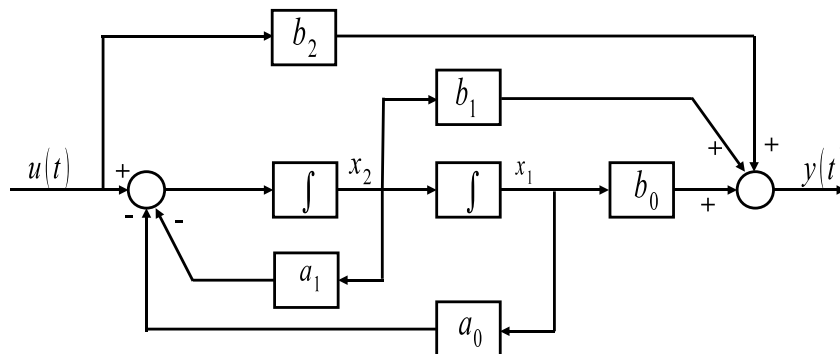 b₂
b₁
u(t) + ∫ x₂ ∫ x₁ b₀ + + + y(t
- -
a₁
a₀